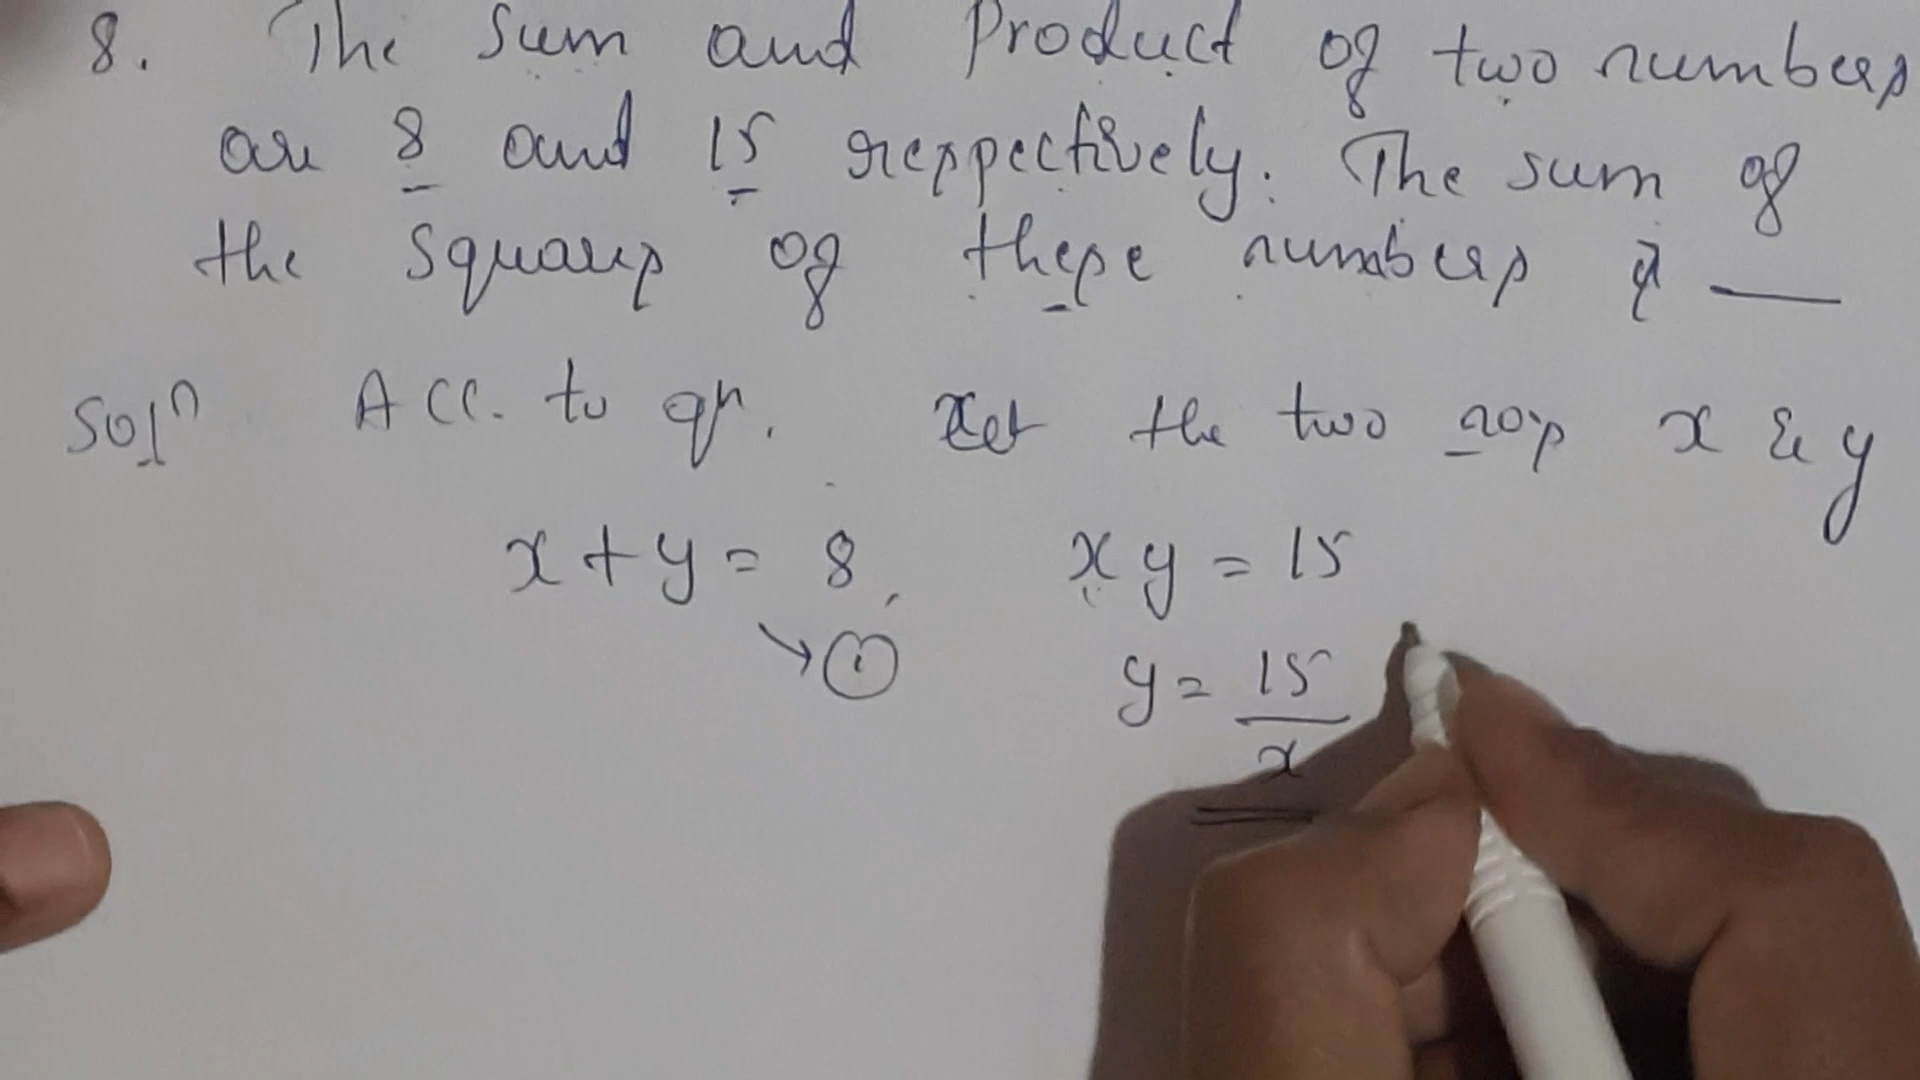 8. The sum and Product of two numbers
are 8 and 15 respectively. The sum of
the squares of these numbers is ___
Solⁿ Acc. to qn. Let the two no's x & y
x + y = 8, xy = 15
→ ① y = 15/x